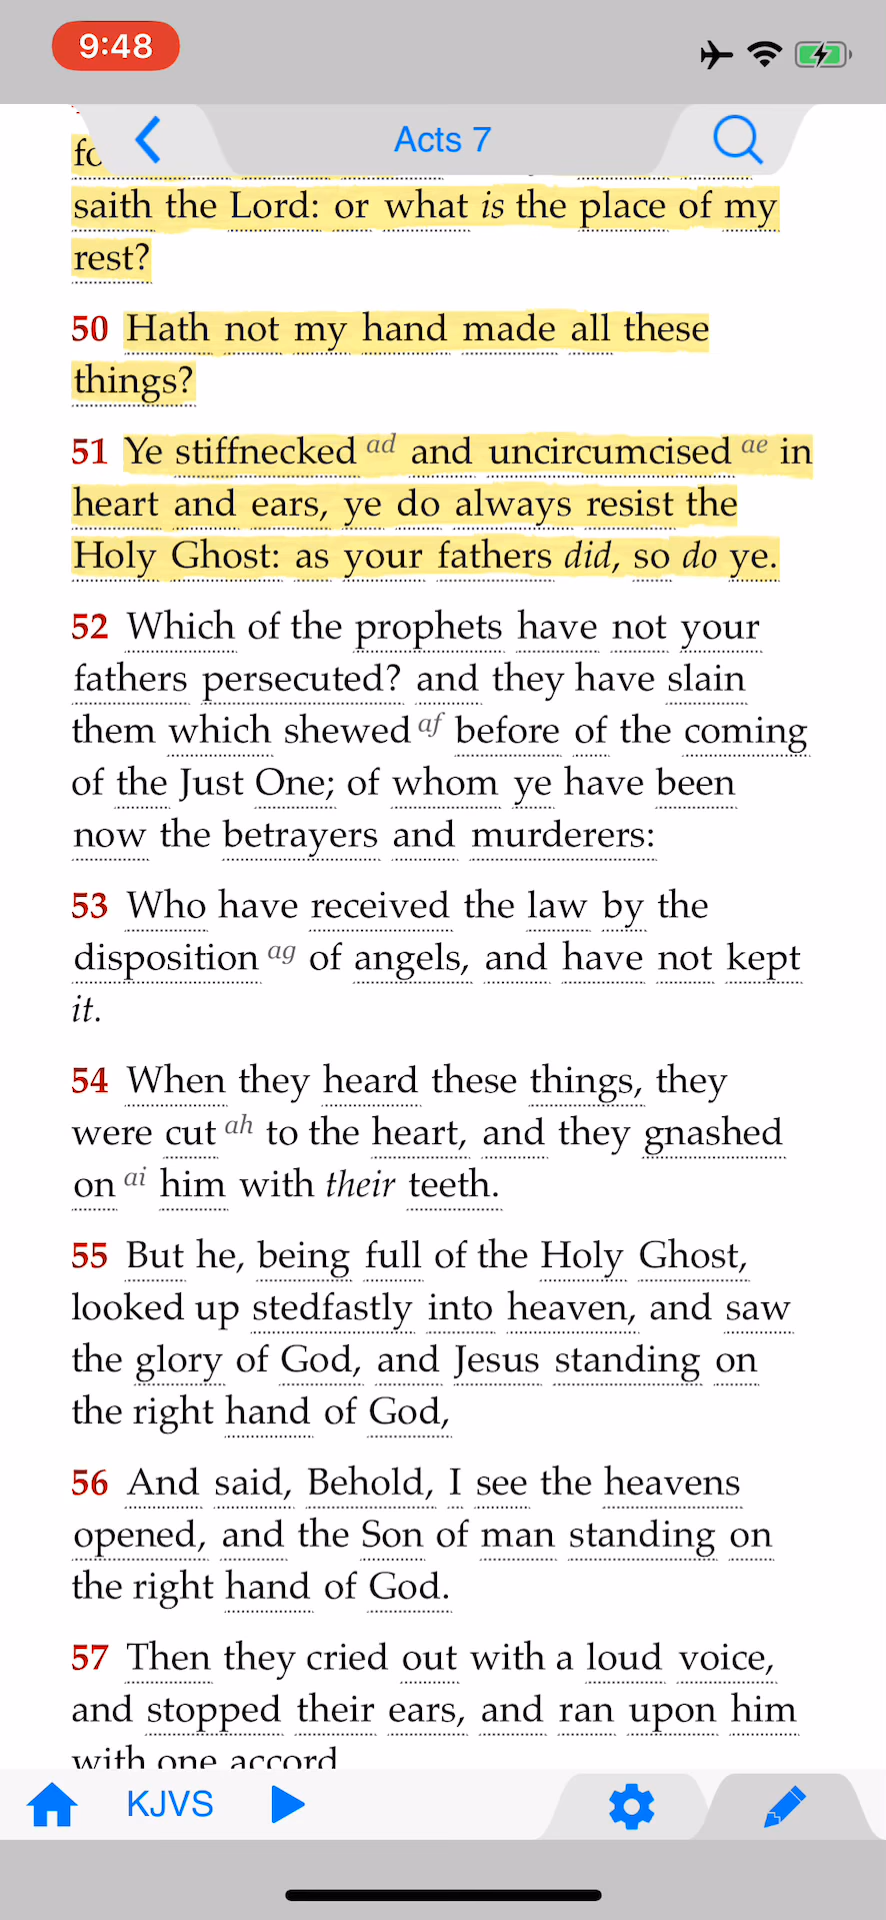 9:48
Acts 7
saith the Lord: or what is the place of my
rest?
50 Hath not my hand made all these
things?
51 Ye stiffnecked ad and uncircumcised ae in
heart and ears, ye do always resist the
Holy Ghost: as your fathers did, so do ye.
52 Which of the prophets have not your
fathers persecuted? and they have slain
them which shewed af before of the coming
of the Just One; of whom ye have been
now the betrayers and murderers:
53 Who have received the law by the
disposition ag of angels, and have not kept
it.
54 When they heard these things, they
were cut ah to the heart, and they gnashed
on ai him with their teeth.
55 But he, being full of the Holy Ghost,
looked up stedfastly into heaven, and saw
the glory of God, and Jesus standing on
the right hand of God,
56 And said, Behold, I see the heavens
opened, and the Son of man standing on
the right hand of God.
57 Then they cried out with a loud voice,
and stopped their ears, and ran upon him
with one accord
KJVS